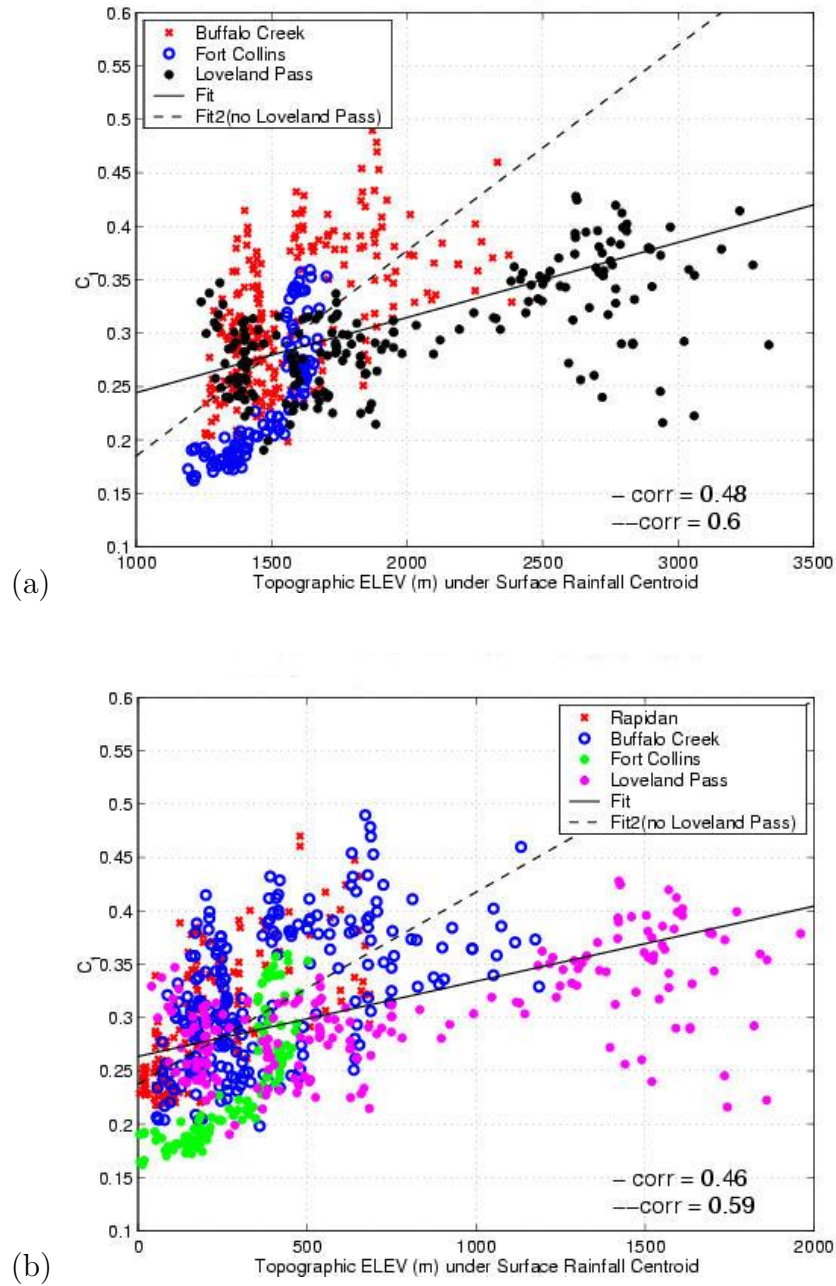 0.6
Buffalo Creek
Fort Collins
Loveland Pass
Fit
Fit2(no Loveland Pass)
0.55
0.5
0.45
0.4
0.35
C_I
0.3
0.25
0.2
0.15
0.1
– corr = 0.48
––corr = 0.6
1000 1500 2000 2500 3000 3500
Topographic ELEV (m) under Surface Rainfall Centroid
(a)
0.6
Rapidan
Buffalo Creek
Fort Collins
Loveland Pass
Fit
Fit2(no Loveland Pass)
0.55
0.5
0.45
0.4
0.35
C_I
0.3
0.25
0.2
0.15
0.1
– corr = 0.46
––corr = 0.59
0 500 1000 1500 2000
Topographic ELEV (m) under Surface Rainfall Centroid
(b)